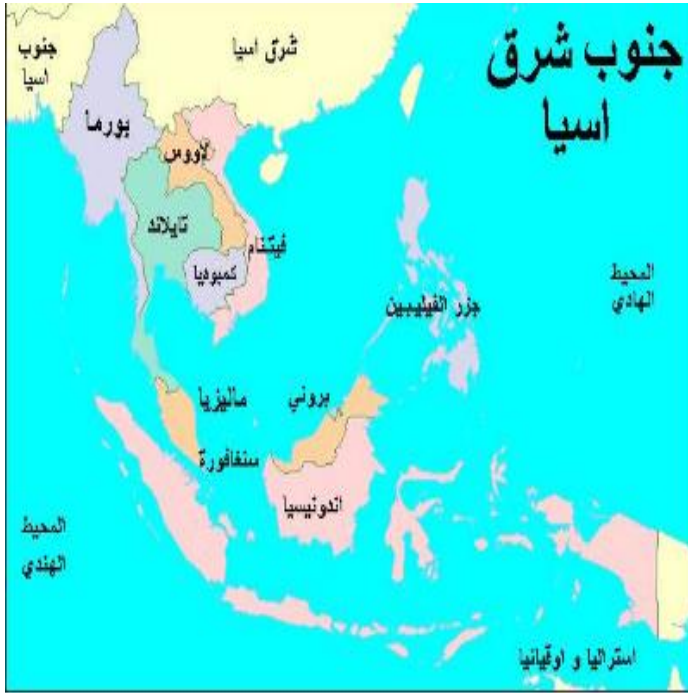 جنوب شرق
اسيا
شرق اسيا
جنوب
اسيا
بورما
لاووس
تايلاند
فيتنام
كمبوديا
المحيط
الهادي
جزر الفيليبين
بروني
ماليزيا
سنغافورة
اندونيسيا
المحيط
الهندي
استراليا و اوقيانيا